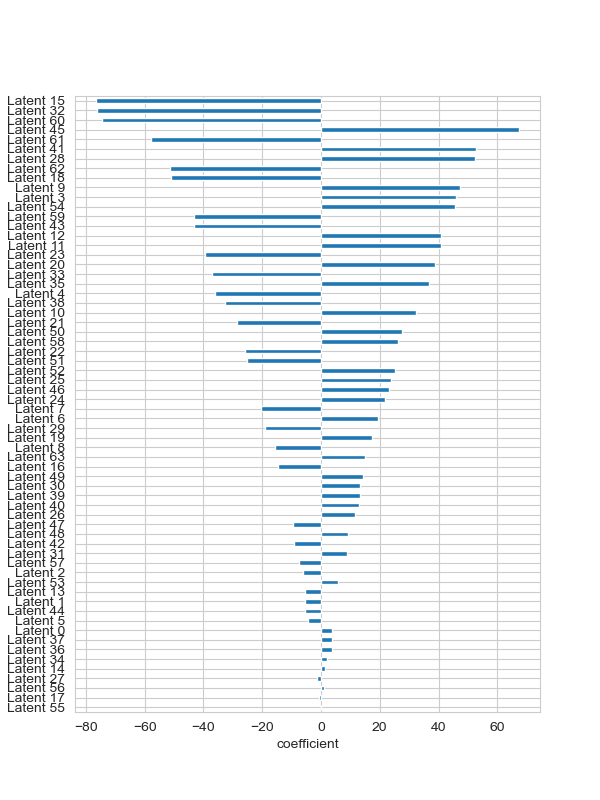 Latent 15
Latent 32
Latent 60
Latent 45
Latent 61
Latent 41
Latent 28
Latent 62
Latent 18
Latent 9
Latent 3
Latent 54
Latent 59
Latent 43
Latent 12
Latent 11
Latent 23
Latent 20
Latent 33
Latent 35
Latent 4
Latent 38
Latent 10
Latent 21
Latent 50
Latent 58
Latent 22
Latent 51
Latent 52
Latent 25
Latent 46
Latent 24
Latent 7
Latent 6
Latent 29
Latent 19
Latent 8
Latent 63
Latent 16
Latent 49
Latent 30
Latent 39
Latent 40
Latent 26
Latent 47
Latent 48
Latent 42
Latent 31
Latent 57
Latent 2
Latent 53
Latent 13
Latent 1
Latent 44
Latent 5
Latent 0
Latent 37
Latent 36
Latent 34
Latent 14
Latent 27
Latent 56
Latent 17
Latent 55
−80 −60 −40 −20 0 20 40 60
coefficient